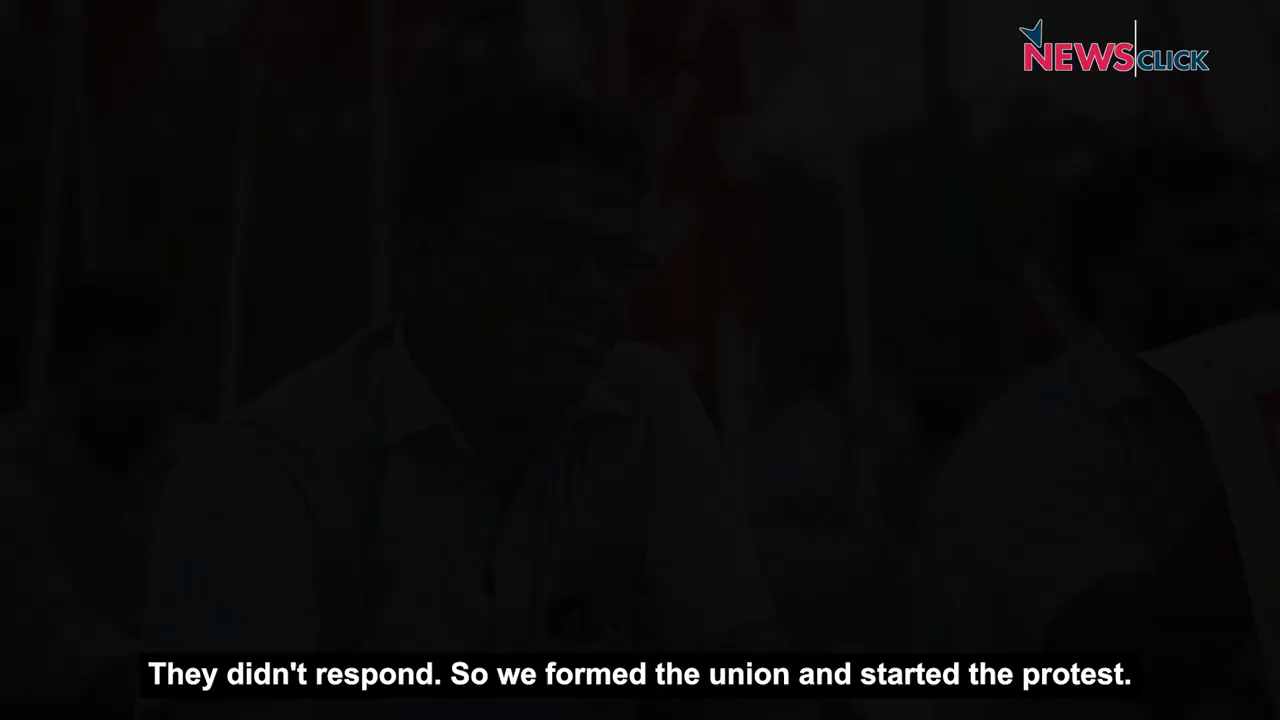 NEWSCLICK
They didn't respond. So we formed the union and started the protest.